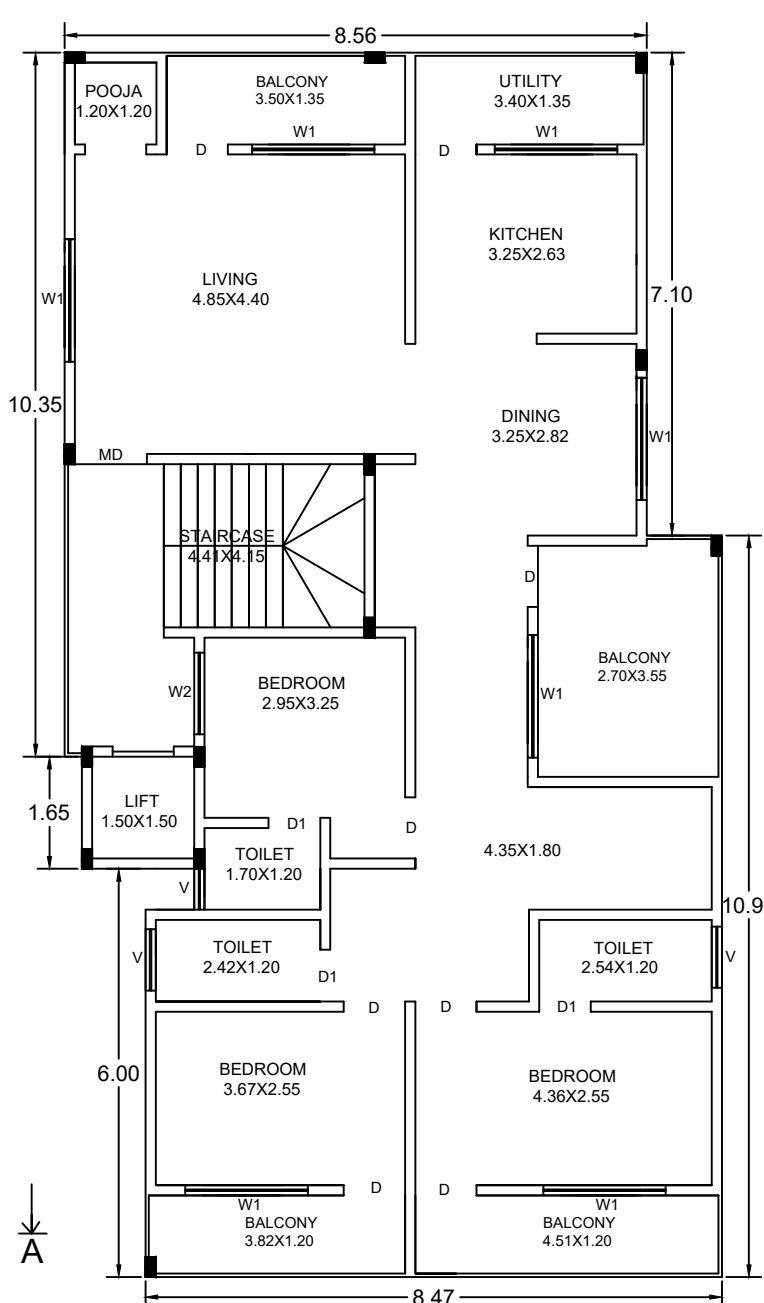 8.56
POOJA
1.20X1.20
BALCONY
3.50X1.35
UTILITY
3.40X1.35
W1
W1
D
D
KITCHEN
3.25X2.63
LIVING
4.85X4.40
W1
7.10
10.35
DINING
3.25X2.82
W1
MD
STAIRCASE
4.41X4.15
D
BALCONY
2.70X3.55
BEDROOM
2.95X3.25
W2
W1
LIFT
1.50X1.50
1.65
D1
D
TOILET
1.70X1.20
4.35X1.80
V
10.9
TOILET
2.42X1.20
TOILET
2.54X1.20
V
V
D1
D
D
D1
BEDROOM
3.67X2.55
BEDROOM
4.36X2.55
6.00
D
D
W1
W1
BALCONY
3.82X1.20
BALCONY
4.51X1.20
A
8.47